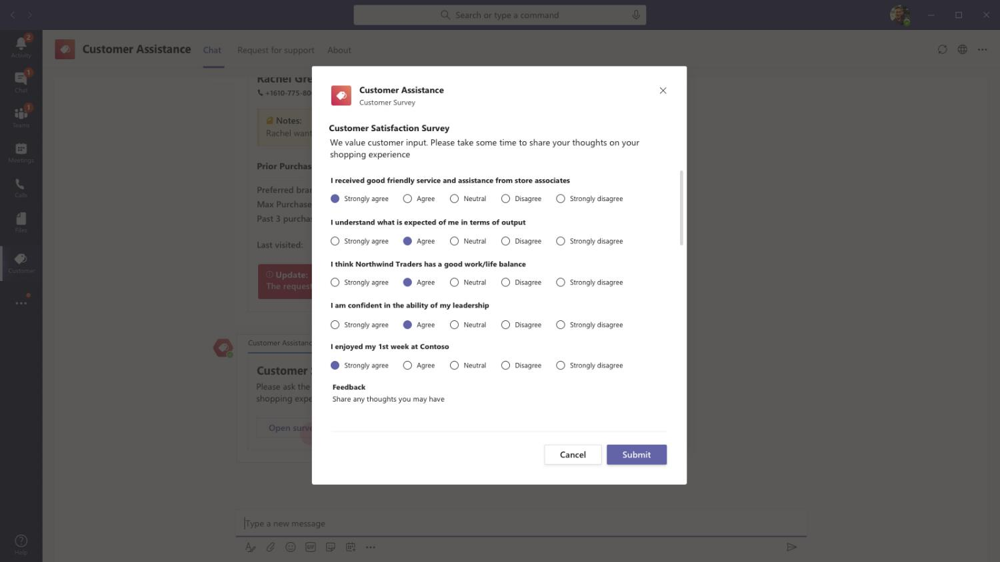 Search or type a command
Activity
2
Chat
1
Teams
1
Meetings
Calls
Files
Customer
Help
Customer Assistance
Chat
Request for support
About
Rachel Gre
+1610-775-80
Notes:
Rachel want
Prior Purchas
Preferred bra
Max Purchase
Past 3 purcha
Last visited:
Update:
The request
Customer Assistanc
Customer
Please ask the
shopping expe
Open surve
Customer Assistance
Customer Survey
Customer Satisfaction Survey
We value customer input. Please take some time to share your thoughts on your
shopping experience
I received good friendly service and assistance from store associates
Strongly agree Agree Neutral Disagree Strongly disagree
I understand what is expected of me in terms of output
Strongly agree Agree Neutral Disagree Strongly disagree
I think Northwind Traders has a good work/life balance
Strongly agree Agree Neutral Disagree Strongly disagree
I am confident in the ability of my leadership
Strongly agree Agree Neutral Disagree Strongly disagree
I enjoyed my 1st week at Contoso
Strongly agree Agree Neutral Disagree Strongly disagree
Feedback
Share any thoughts you may have
Cancel
Submit
Type a new message
GIF